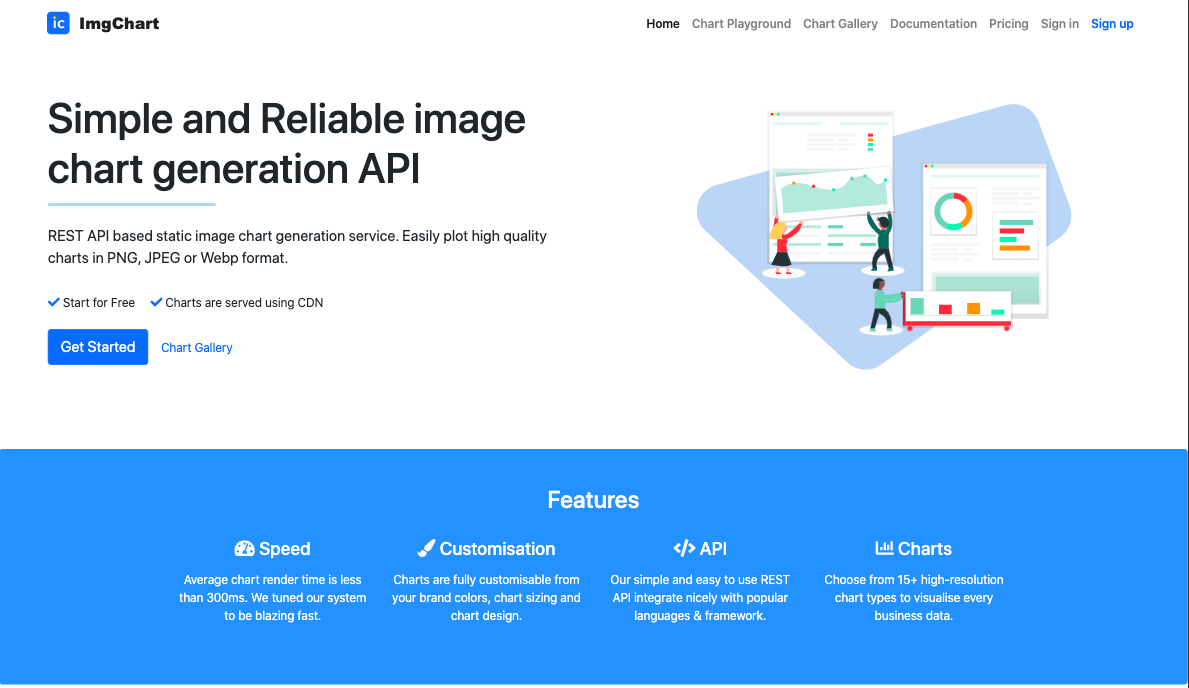 ic ImgChart
Home Chart Playground Chart Gallery Documentation Pricing Sign in Sign up
Simple and Reliable image
chart generation API
REST API based static image chart generation service. Easily plot high quality
charts in PNG, JPEG or Webp format.
Start for Free Charts are served using CDN
Get Started Chart Gallery
Features
Speed
Average chart render time is less
than 300ms. We tuned our system
to be blazing fast.
Customisation
Charts are fully customisable from
your brand colors, chart sizing and
chart design.
</> API
Our simple and easy to use REST
API integrate nicely with popular
languages & framework.
Charts
Choose from 15+ high-resolution
chart types to visualise every
business data.